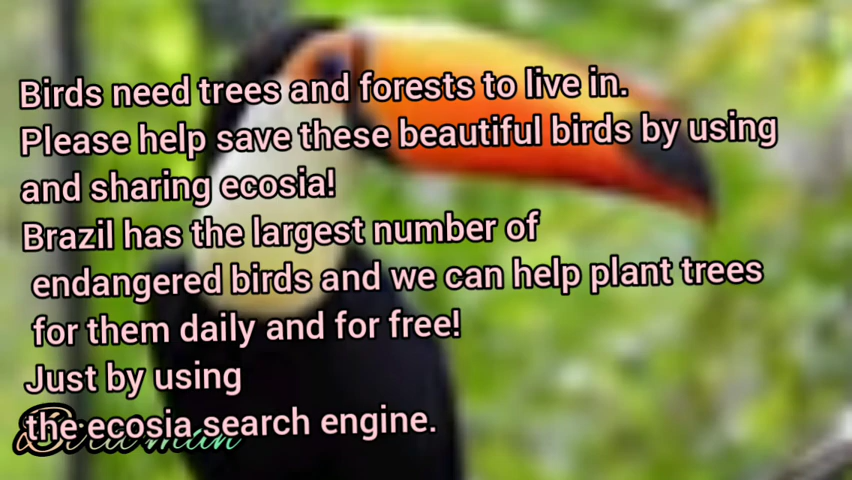 Birds need trees and forests to live in.
Please help save these beautiful birds by using
and sharing ecosia!
Brazil has the largest number of
endangered birds and we can help plant trees
for them daily and for free!
Just by using
the ecosia search engine.